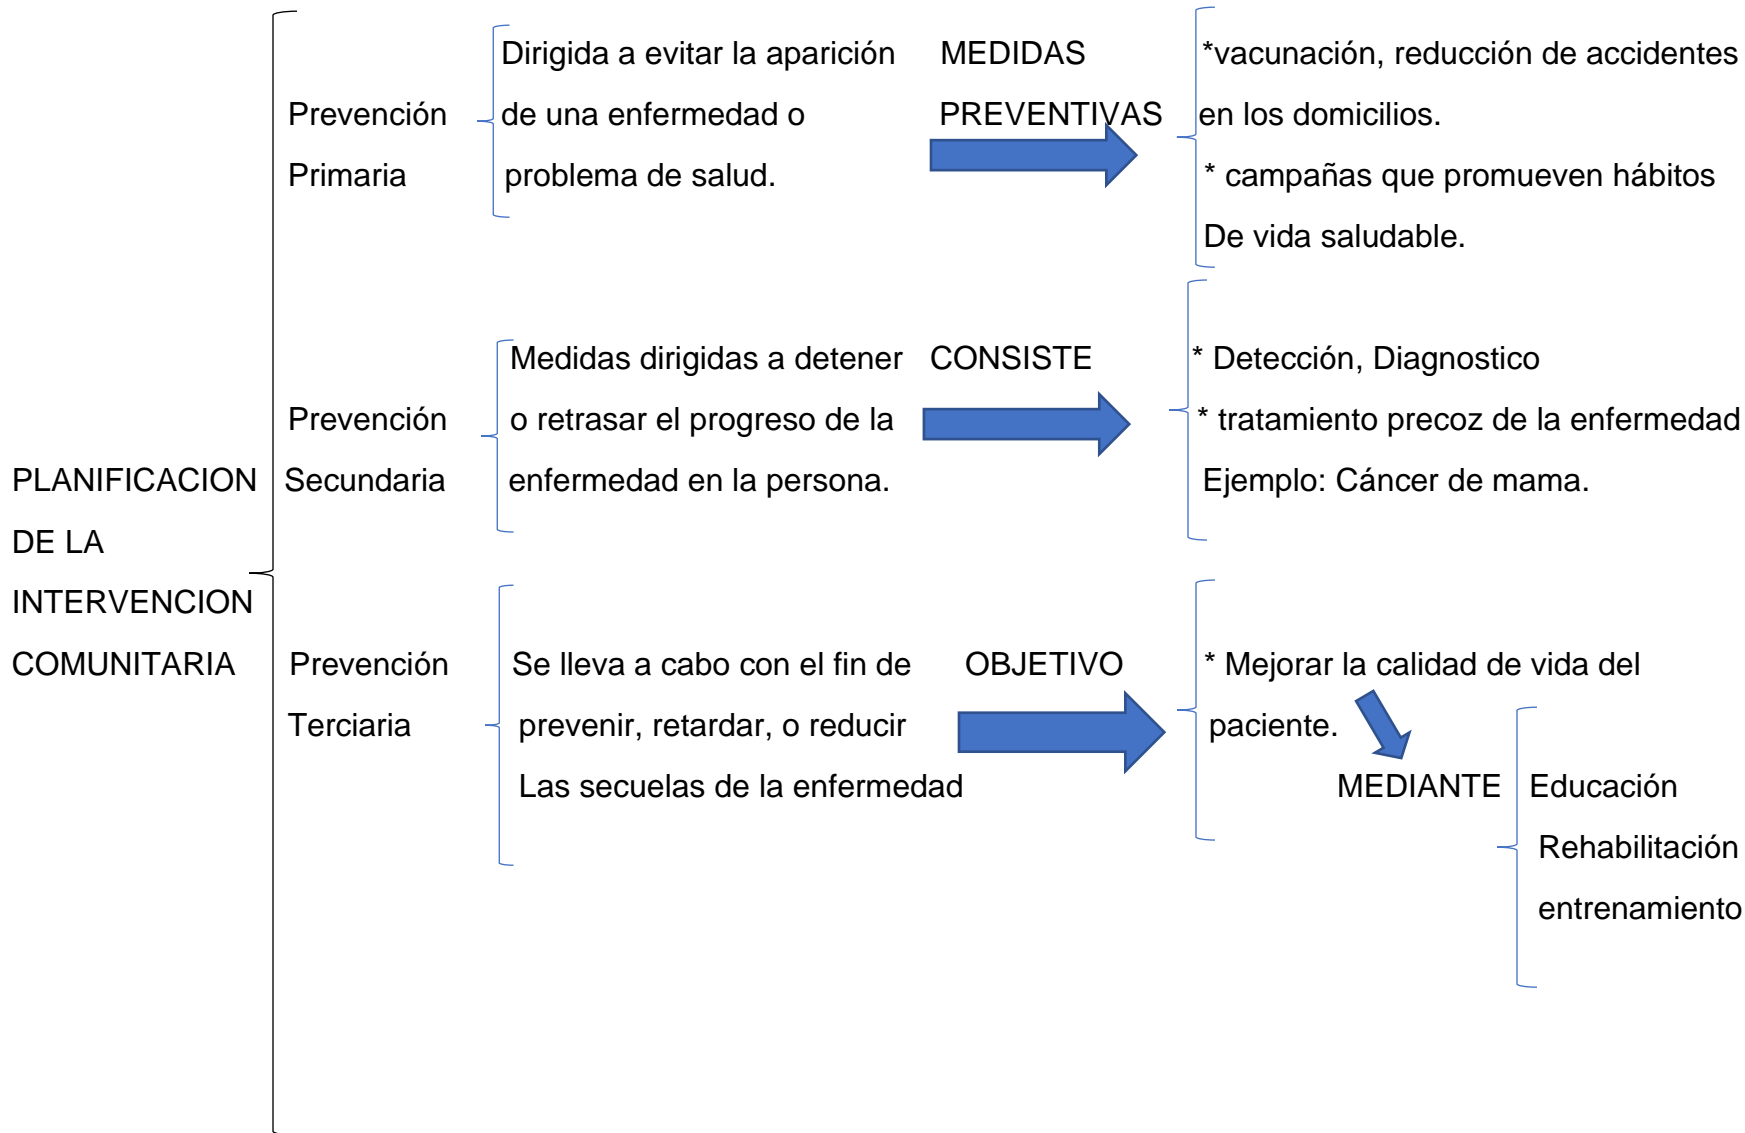 Dirigida a evitar la aparición MEDIDAS *vacunación, reducción de accidentes
Prevención de una enfermedad o PREVENTIVAS en los domicilios.
Primaria problema de salud. * campañas que promueven hábitos
De vida saludable.
Medidas dirigidas a detener CONSISTE * Detección, Diagnostico
Prevención o retrasar el progreso de la * tratamiento precoz de la enfermedad
PLANIFICACION Secundaria enfermedad en la persona. Ejemplo: Cáncer de mama.
DE LA
INTERVENCION
COMUNITARIA Prevención Se lleva a cabo con el fin de OBJETIVO * Mejorar la calidad de vida del
Terciaria prevenir, retardar, o reducir paciente.
Las secuelas de la enfermedad MEDIANTE Educación
Rehabilitación
entrenamiento